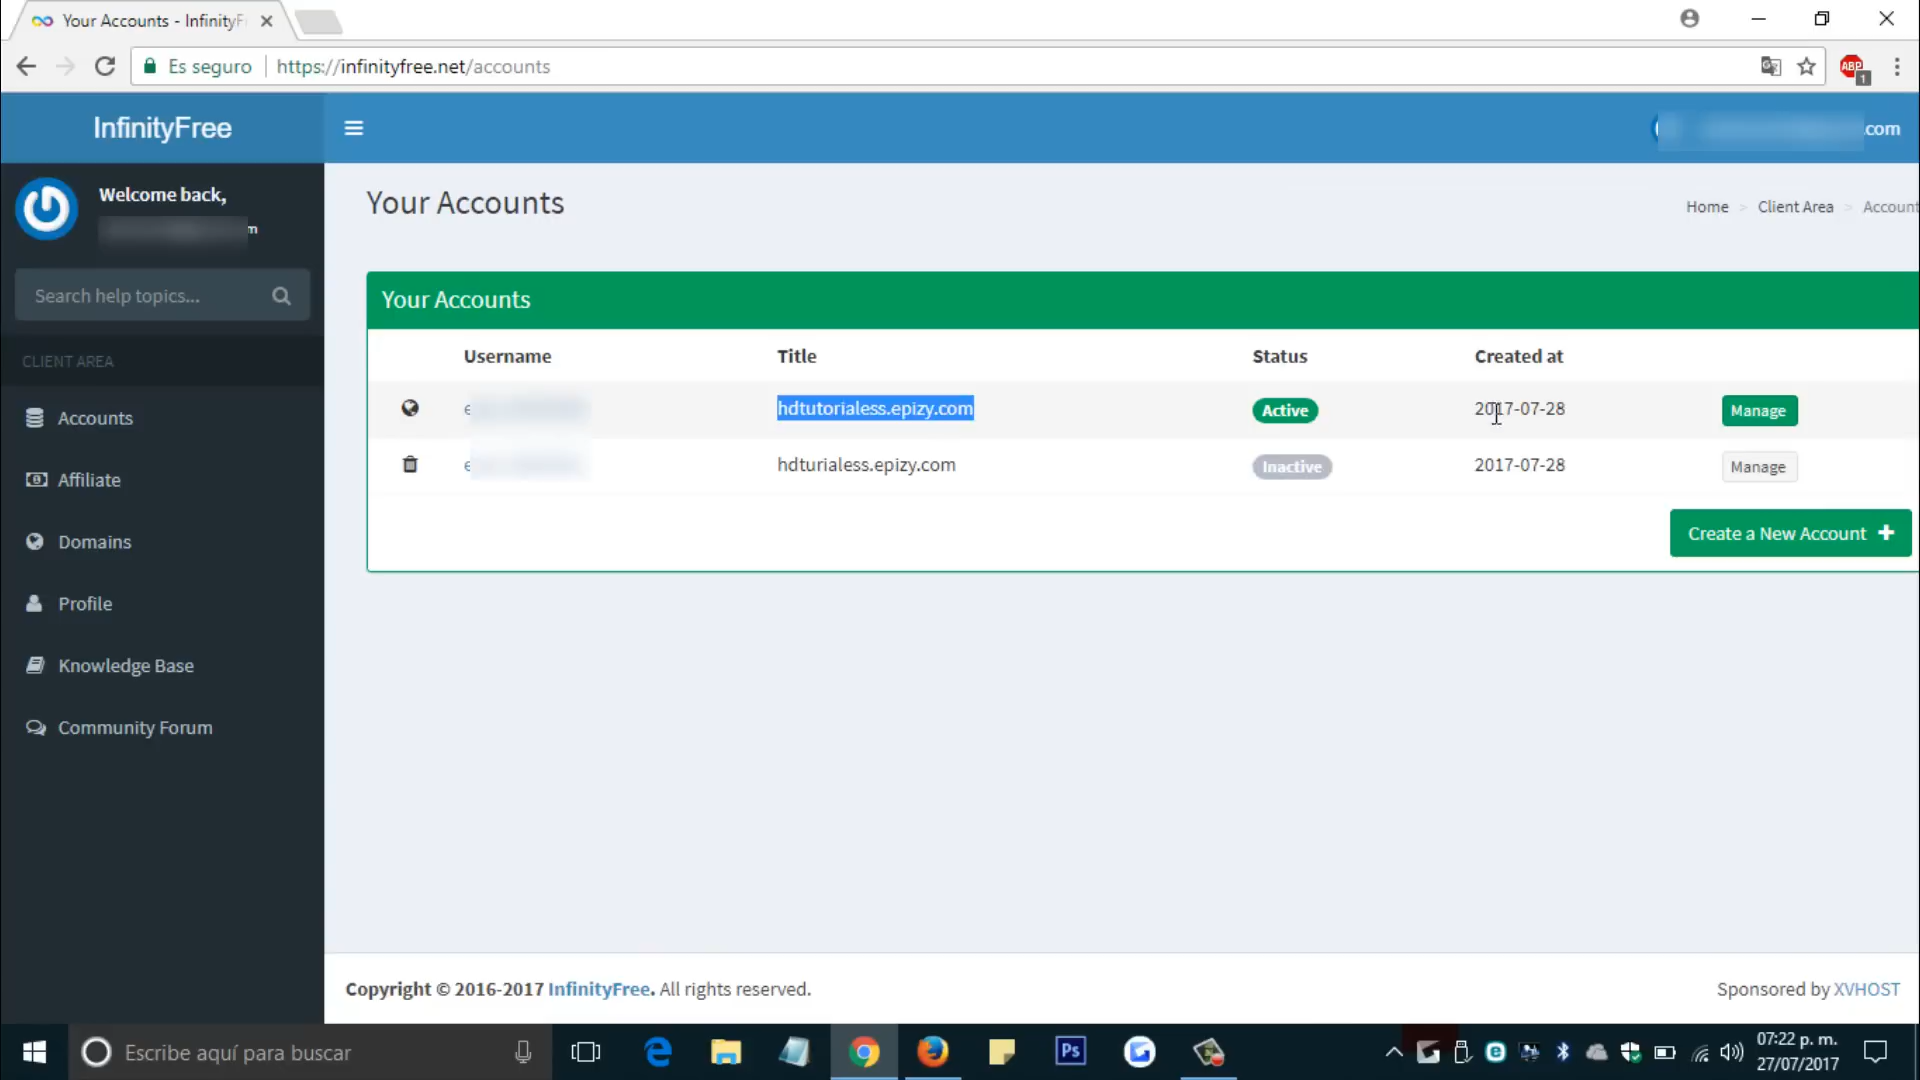 Your Accounts - InfinityF
Es seguro https://infinityfree.net/accounts
ABP 1
InfinityFree
.com
Welcome back,
m
Search help topics...
CLIENT AREA
Accounts
Affiliate
Domains
Profile
Knowledge Base
Community Forum
Your Accounts
Home > Client Area > Account
Your Accounts
Username Title Status Created at
e hdtutorialess.epizy.com Active 2017-07-28 Manage
e hdturialess.epizy.com Inactive 2017-07-28 Manage
Create a New Account +
Copyright © 2016-2017 InfinityFree. All rights reserved.
Sponsored by XVHOST
Escribe aquí para buscar
Ps
07:22 p. m.
27/07/2017